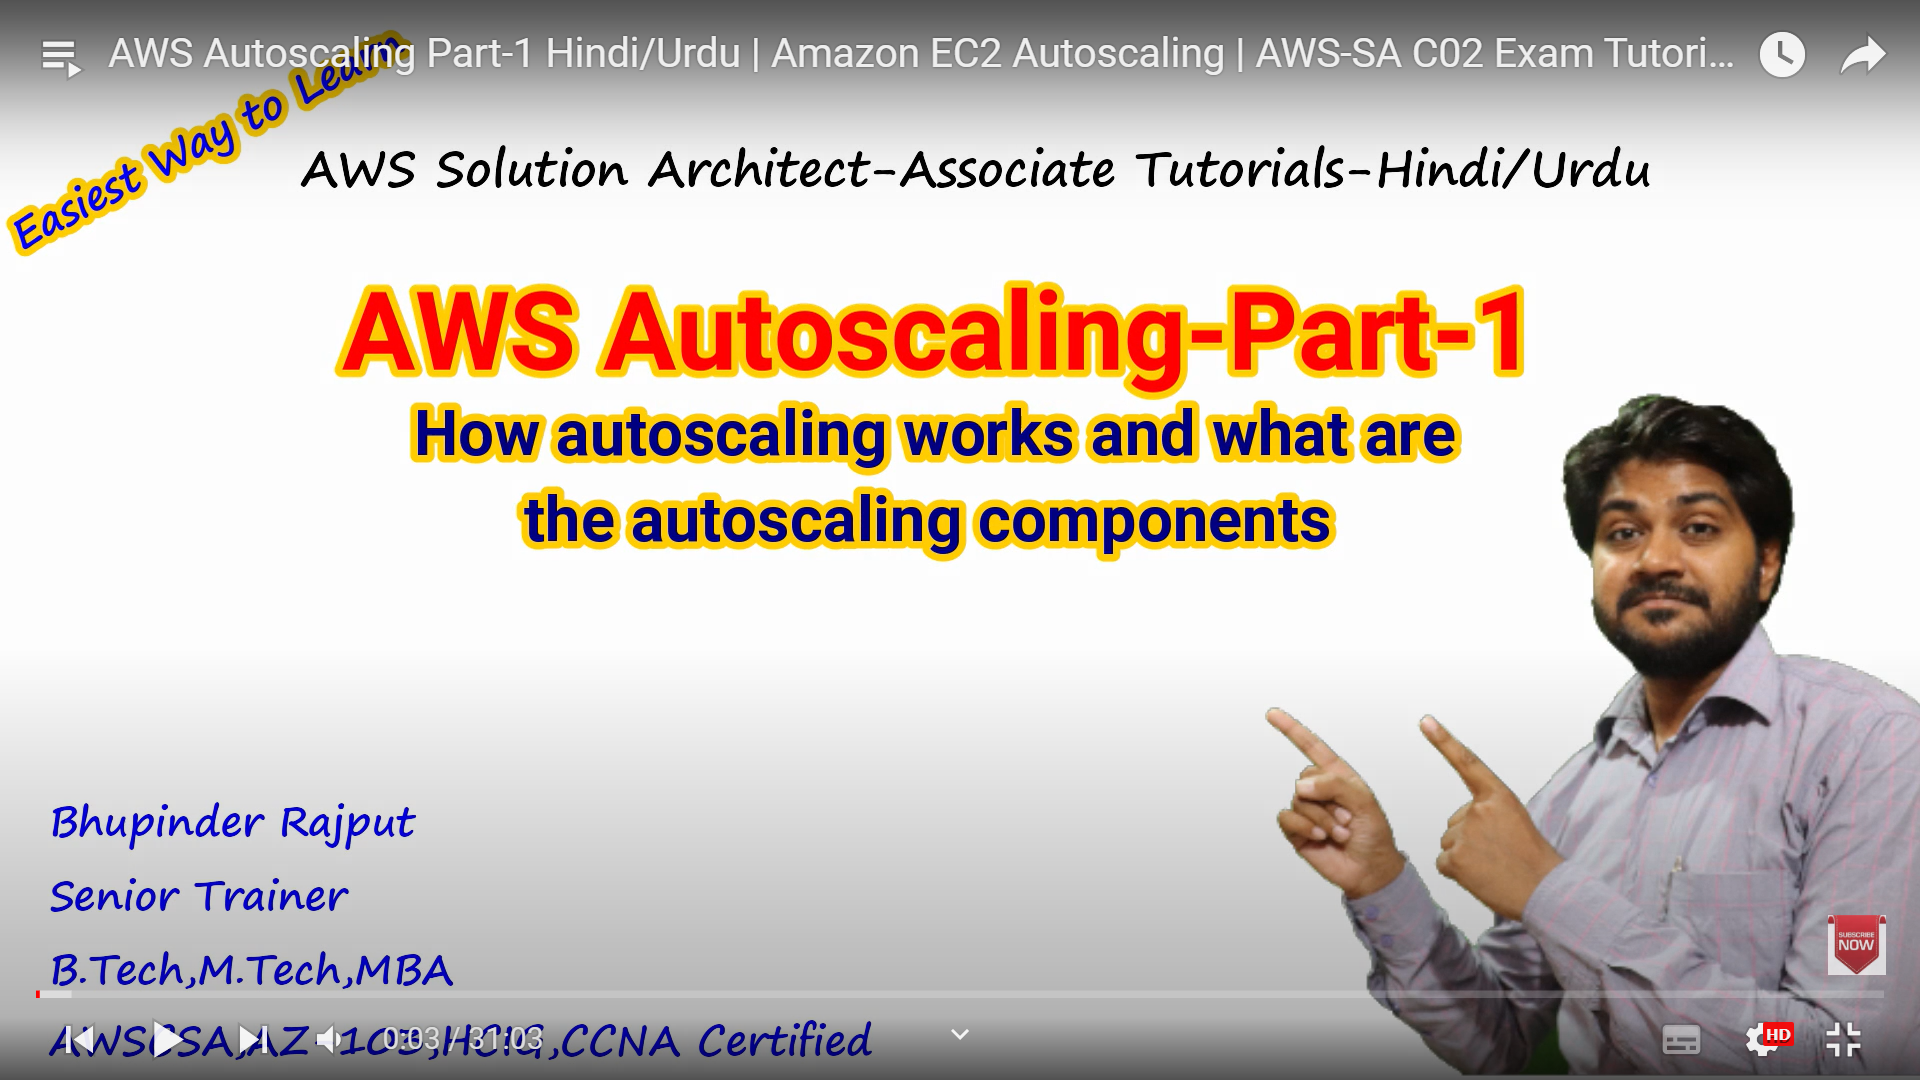 AWS Autoscaling Part-1 Hindi/Urdu | Amazon EC2 Autoscaling | AWS-SA C02 Exam Tutori...
Easiest Way to Learn
AWS Solution Architect-Associate Tutorials-Hindi/Urdu
AWS Autoscaling-Part-1
How autoscaling works and what are
the autoscaling components
Bhupinder Rajput
Senior Trainer
B.Tech,M.Tech,MBA
SUBSCRIBE
NOW
CCNA Certified
0:03 / 31:03
HD